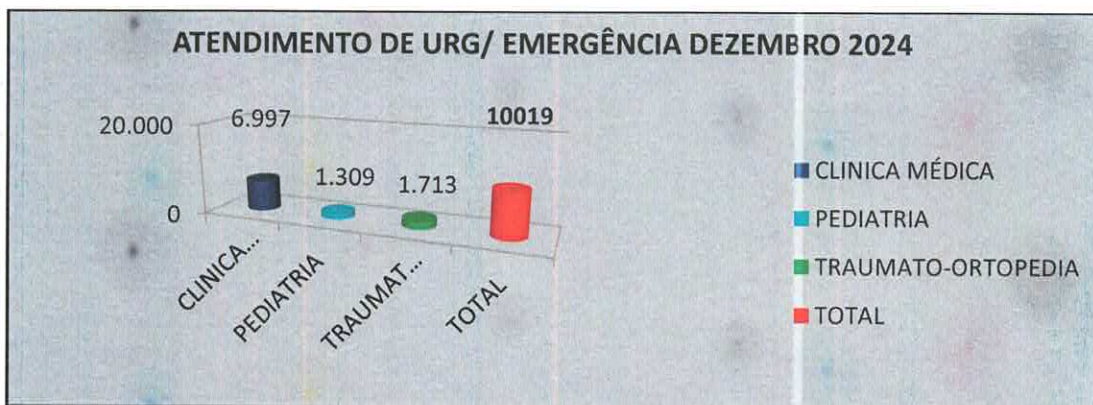 ATENDIMENTO DE URG/ EMERGÊNCIA DEZEMBRO 2024
20.000
0
6.997
1.309
1.713
10019
CLINICA...
PEDIATRIA
TRAUMAT...
TOTAL
CLINICA MÉDICA
PEDIATRIA
TRAUMATO-ORTOPEDIA
TOTAL